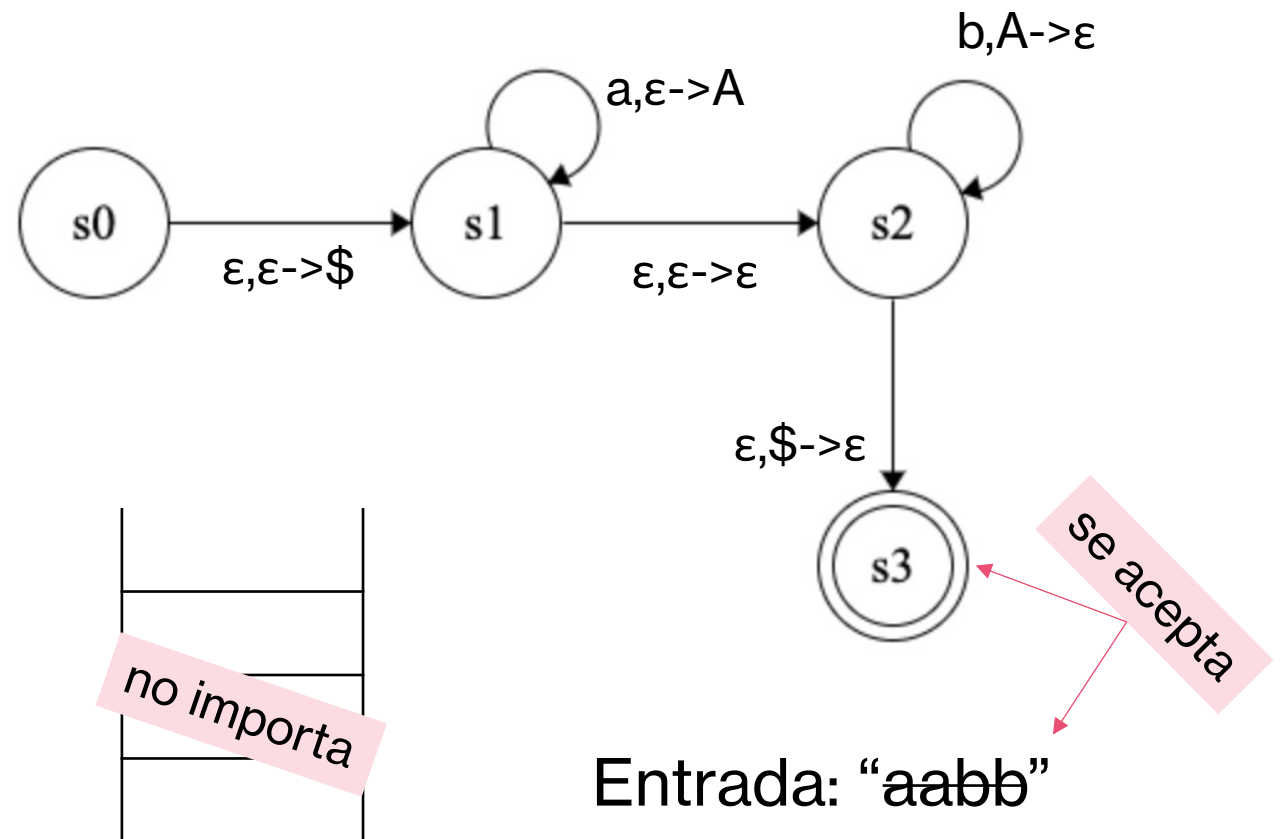 b,A->ε
a,ε->A
s0
s1
s2
ε,ε->$
ε,ε->ε
ε,$->ε
s3
se acepta
no importa
Entrada: “aabb”